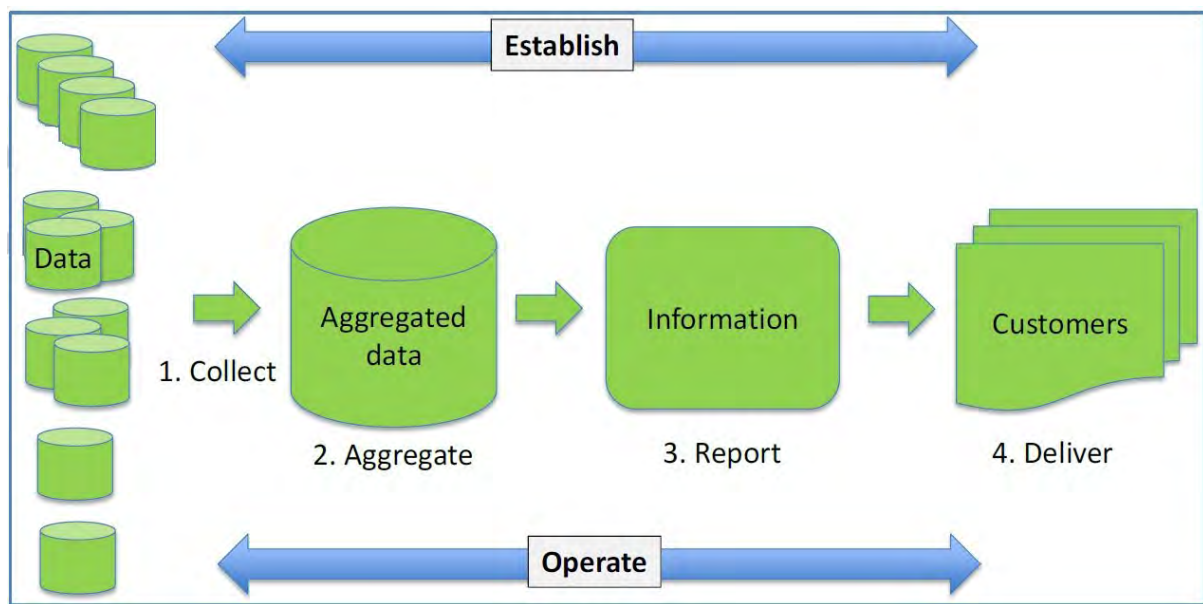 Establish
Data
Aggregated
data
Information
Customers
1. Collect
2. Aggregate
3. Report
4. Deliver
Operate